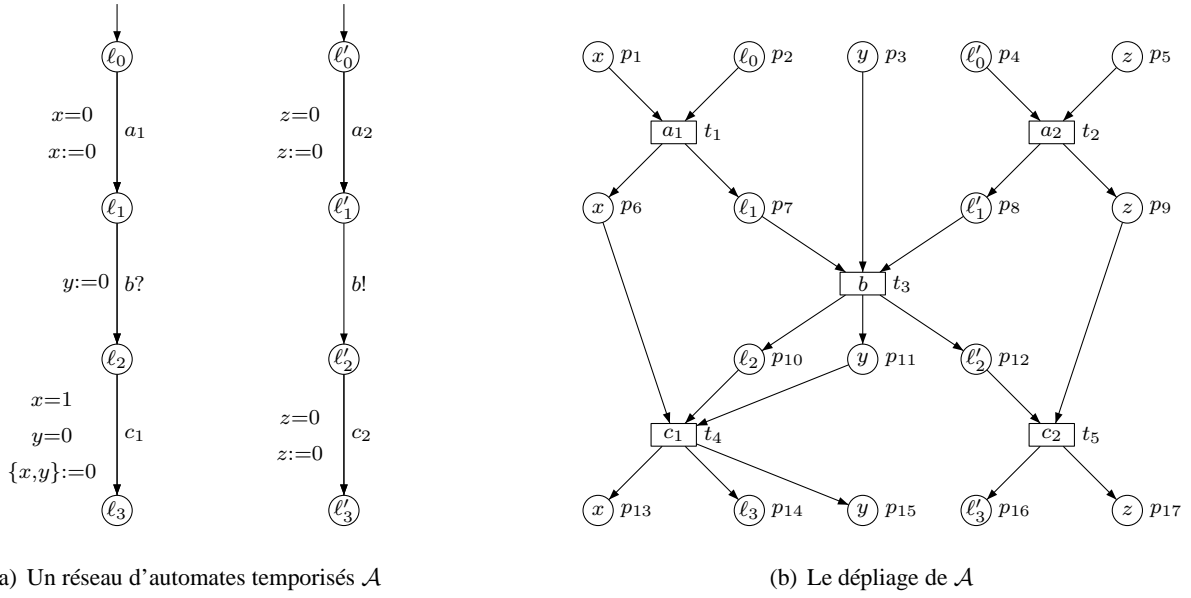 ℓ0 ℓ′0
x=0 a1 z=0 a2
x:=0 z:=0
ℓ1 ℓ′1
y:=0 b? b!
ℓ2 ℓ′2
x=1
y=0 c1 z=0 c2
{x,y}:=0 z:=0
ℓ3 ℓ′3
a) Un réseau d'automates temporisés A
x p1 ℓ0 p2 y p3 ℓ′0 p4 z p5
a1 t1 a2 t2
x p6 ℓ1 p7 ℓ′1 p8 z p9
b t3
ℓ2 p10 y p11 ℓ′2 p12
c1 t4 c2 t5
x p13 ℓ3 p14 y p15 ℓ′3 p16 z p17
(b) Le dépliage de A